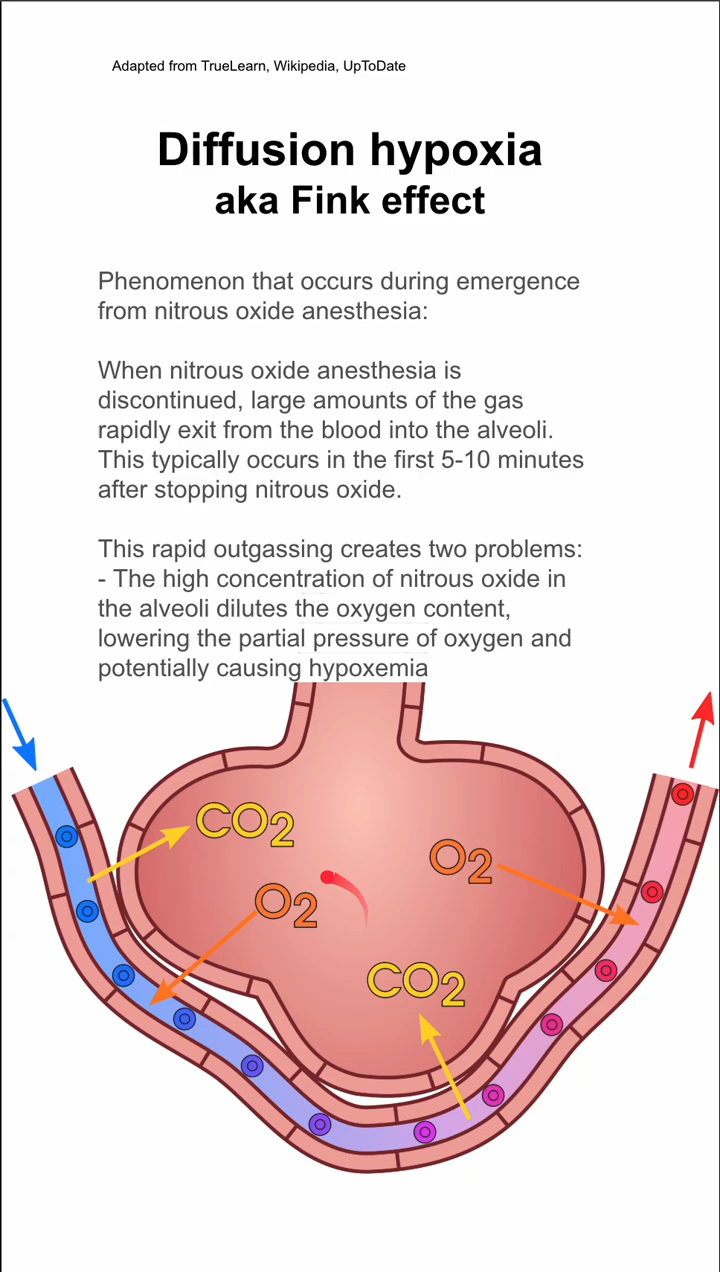 Adapted from TrueLearn, Wikipedia, UpToDate
Diffusion hypoxia
aka Fink effect
Phenomenon that occurs during emergence
from nitrous oxide anesthesia:
When nitrous oxide anesthesia is
discontinued, large amounts of the gas
rapidly exit from the blood into the alveoli.
This typically occurs in the first 5-10 minutes
after stopping nitrous oxide.
This rapid outgassing creates two problems:
- The high concentration of nitrous oxide in
the alveoli dilutes the oxygen content,
lowering the partial pressure of oxygen and
potentially causing hypoxemia
CO2
O2
O2
CO2